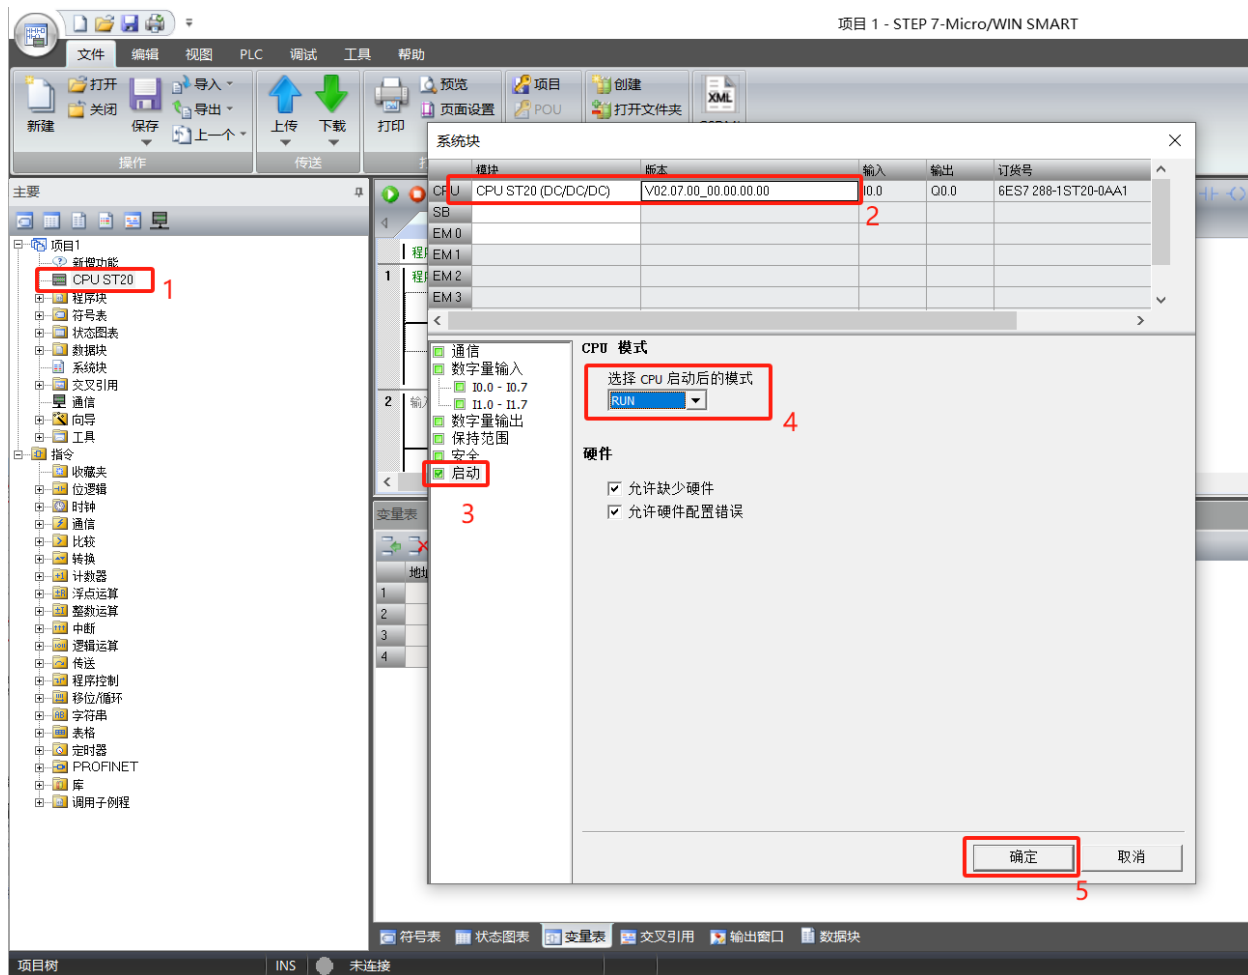 项目 1 - STEP 7-Micro/WIN SMART
文件 编辑 视图 PLC 调试 工具 帮助
打开 导入 预览 项目 创建
关闭 导出 页面设置 POU 打开文件夹 XML
新建 保存 上一个 上传 下载 打印
操作 传送
系统块
模块 版本 输入 输出 订货号
CPU CPU ST20 (DC/DC/DC) V02.07.00_00.00.00.00 I0.0 Q0.0 6ES7 288-1ST20-0AA1
2
SB
EM 0
EM 1
EM 2
EM 3
主要
项目1
新增功能
CPU ST20
1
程序块
符号表
状态图表
数据块
系统块
交叉引用
通信
向导
工具
指令
收藏夹
位逻辑
时钟
通信
比较
转换
计数器
浮点运算
整数运算
中断
逻辑运算
传送
程序控制
移位/循环
字符串
表格
定时器
PROFINET
库
调用子例程
1
2
变量表
1
2
3
4
通信
数字量输入
I0.0 - I0.7
I1.0 - I1.7
数字量输出
保持范围
安全
启动
3
CPU 模式
选择 CPU 启动后的模式
RUN
4
硬件
允许缺少硬件
允许硬件配置错误
确定 取消
5
符号表 状态图表 变量表 交叉引用 输出窗口 数据块
项目树 INS 未连接